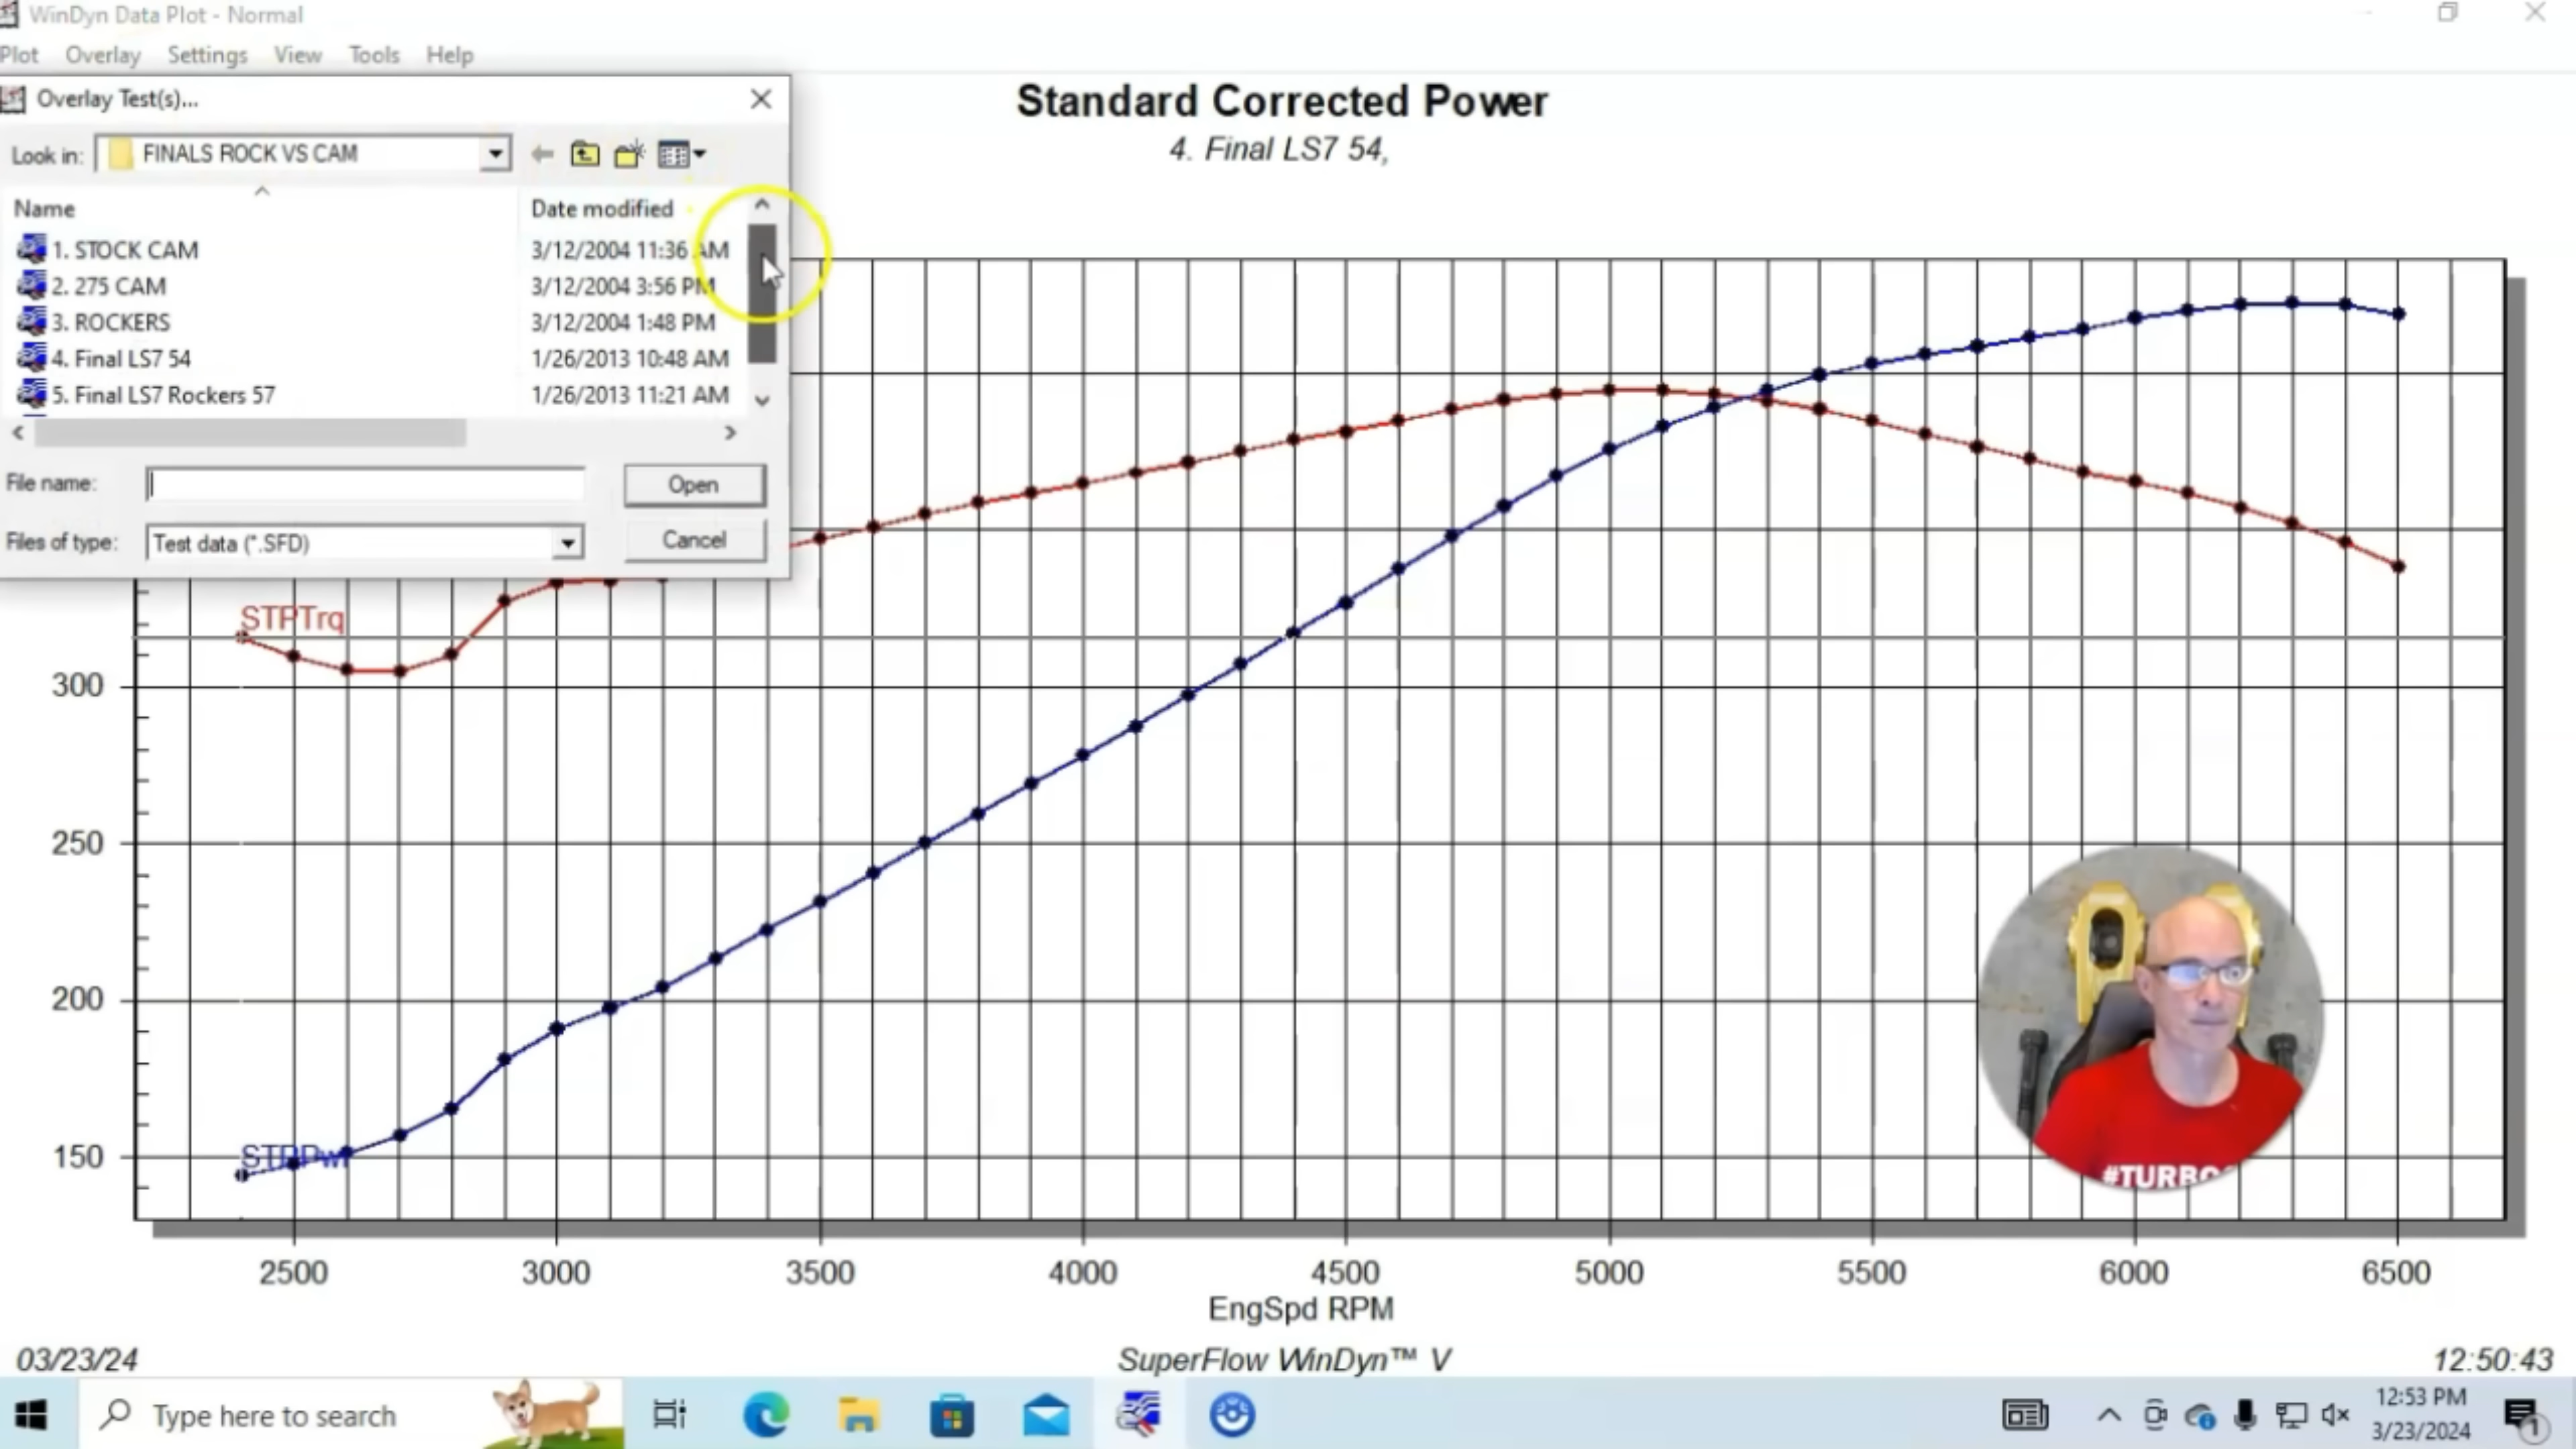 WinDyn Data Plot - Normal
Plot Overlay Settings View Tools Help
Overlay Test(s)...
Look in: FINALS ROCK VS CAM
Name Date modified
1. STOCK CAM 3/12/2004 11:36 AM
2. 275 CAM 3/12/2004 3:56 PM
3. ROCKERS 3/12/2004 1:48 PM
4. Final LS7 54 1/26/2013 10:48 AM
5. Final LS7 Rockers 57 1/26/2013 11:21 AM
File name: Open
Files of type: Test data (*.SFD) Cancel
Standard Corrected Power
4. Final LS7 54,
STPTrq
300
250
200
150
STPPwr
2500 3000 3500 4000 4500 5000 5500 6000 6500
EngSpd RPM
#TURBO
03/23/24 SuperFlow WinDyn™ V 12:50:43
Type here to search
12:53 PM
3/23/2024
1